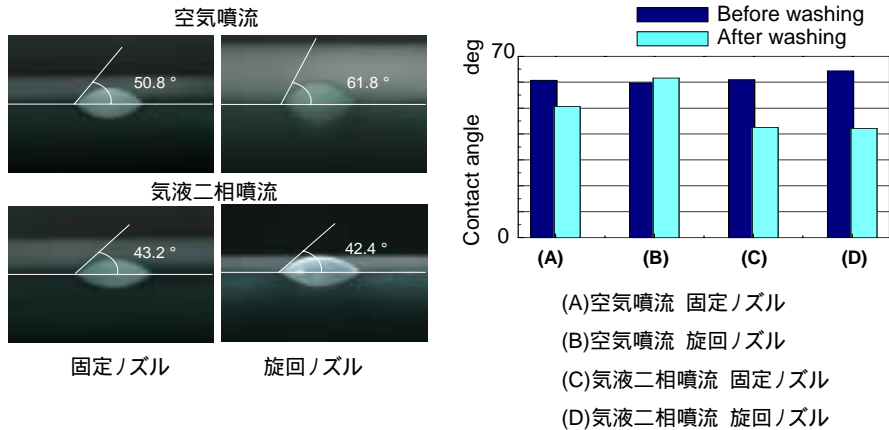 空気噴流
50.8 °
61.8 °
気液二相噴流
43.2 °
42.4 °
固定ノズル
旋回ノズル
Before washing
After washing
70
deg
Contact angle
0
(A)
(B)
(C)
(D)
(A)空気噴流 固定ノズル
(B)空気噴流 旋回ノズル
(C)気液二相噴流 固定ノズル
(D)気液二相噴流 旋回ノズル